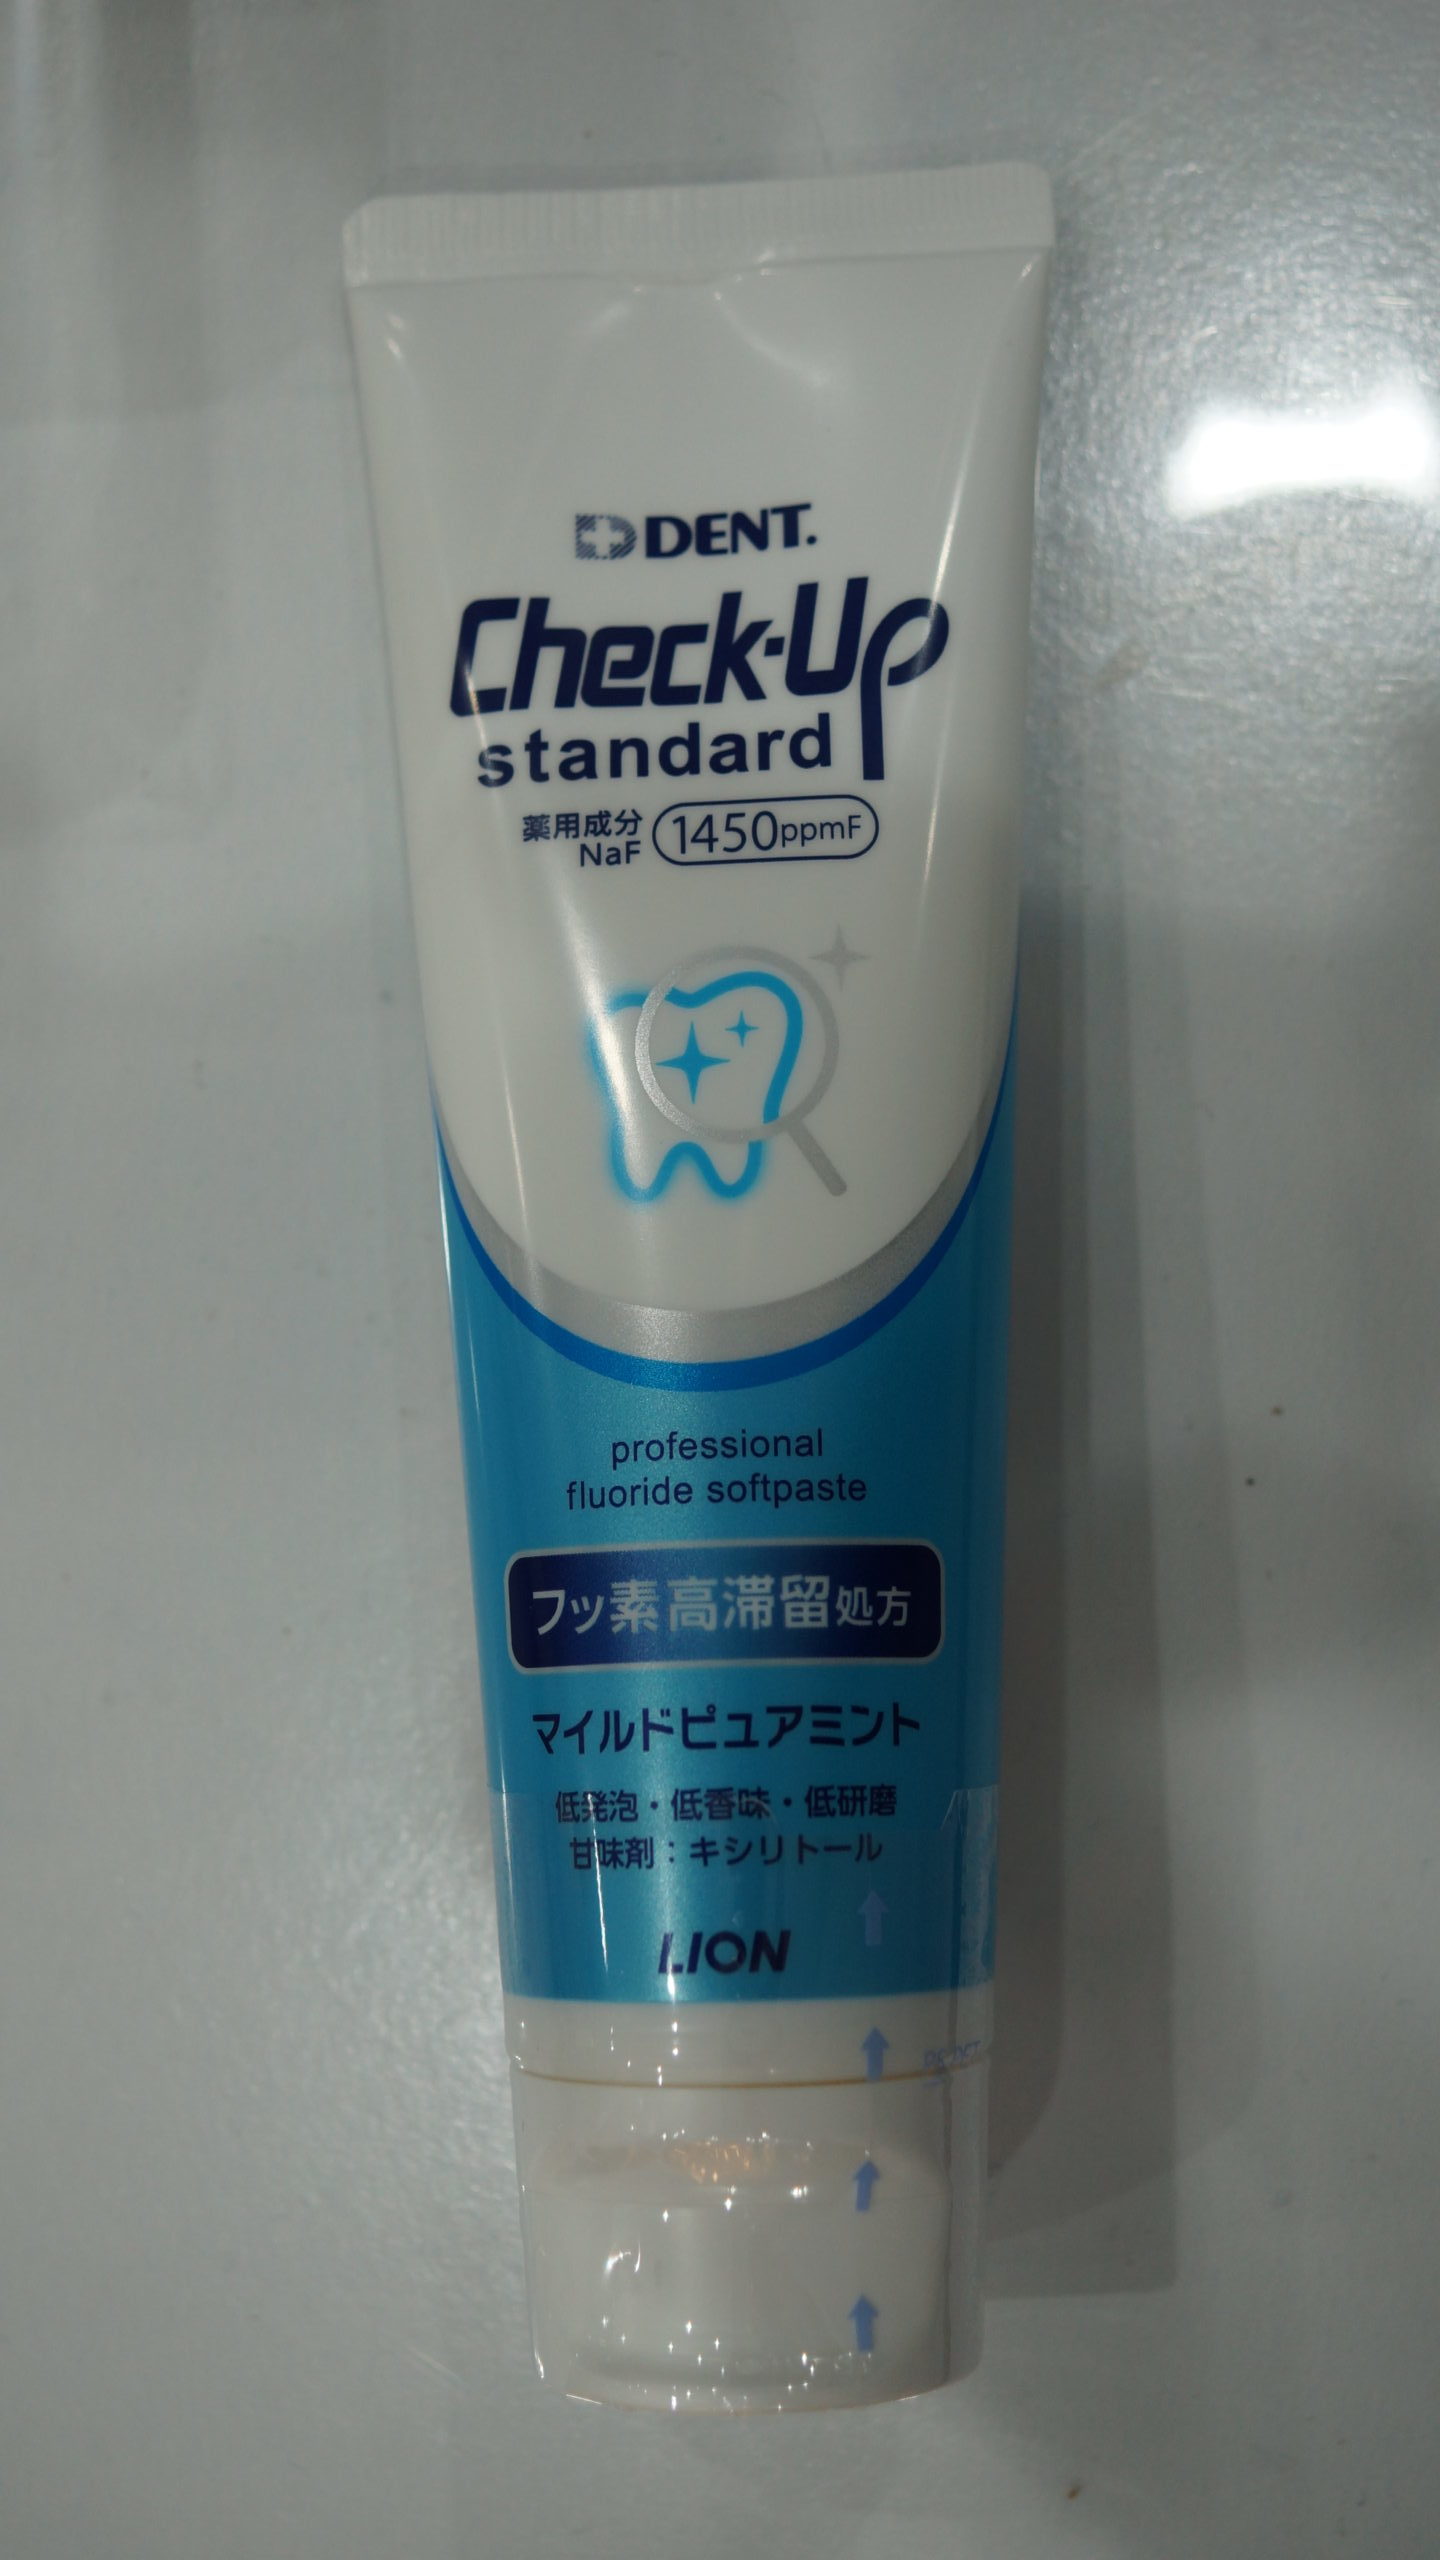 DENT.
Check-Up
standard
薬用成分
NaF
1450ppmF
professional
fluoride softpaste
フッ素高滞留処方
マイルドピュアミント
低発泡・低香味・低研磨
甘味剤：キシリトール
LION